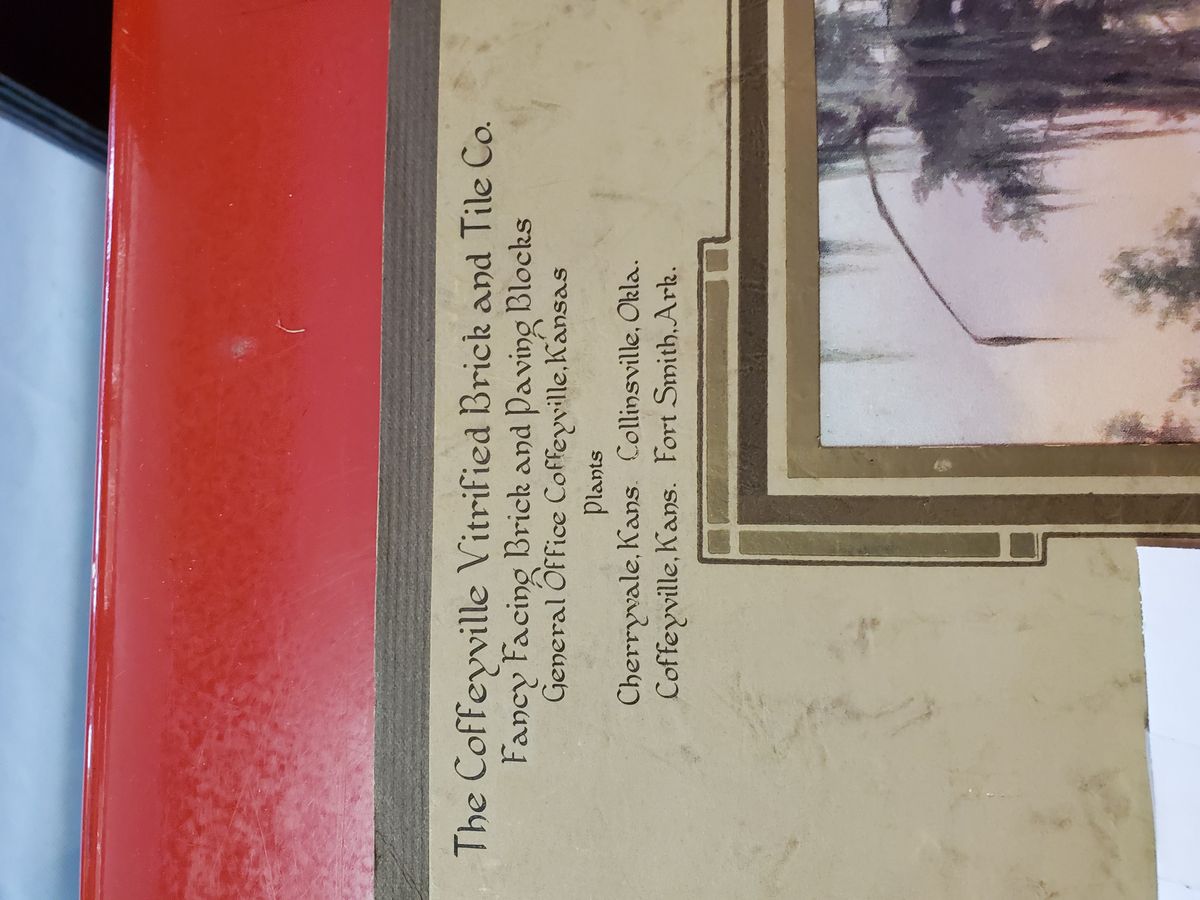 The Coffeyville Vitrified Brick and Tile Co.
Fancy Facing Brick and Paving Blocks
General Office Coffeyville, Kansas
Plants
Cherryvale, Kans. Collinsville, Okla.
Coffeyville, Kans. Fort Smith, Ark.